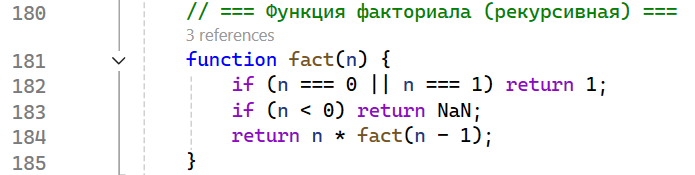 180 // === Функция факториала (рекурсивная) ===
3 references
181 function fact(n) {
182 if (n === 0 || n === 1) return 1;
183 if (n < 0) return NaN;
184 return n * fact(n - 1);
185 }